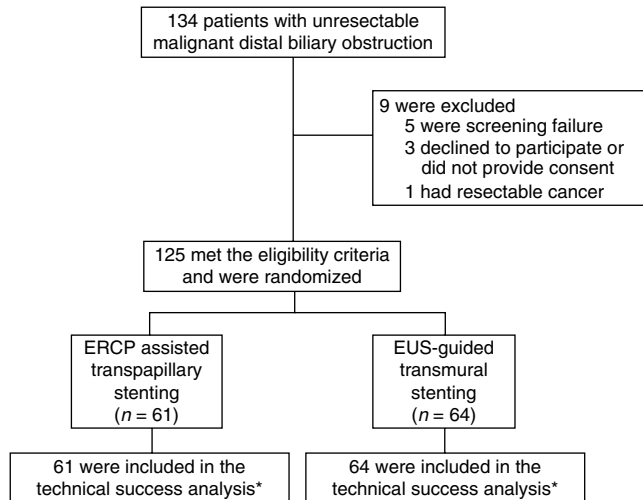 134 patients with unresectable
malignant distal biliary obstruction
9 were excluded
5 were screening failure
3 declined to participate or
did not provide consent
1 had resectable cancer
125 met the eligibility criteria
and were randomized
ERCP assisted
transpapillary
stenting
(n = 61)
EUS-guided
transmural
stenting
(n = 64)
61 were included in the
technical success analysis*
64 were included in the
technical success analysis*